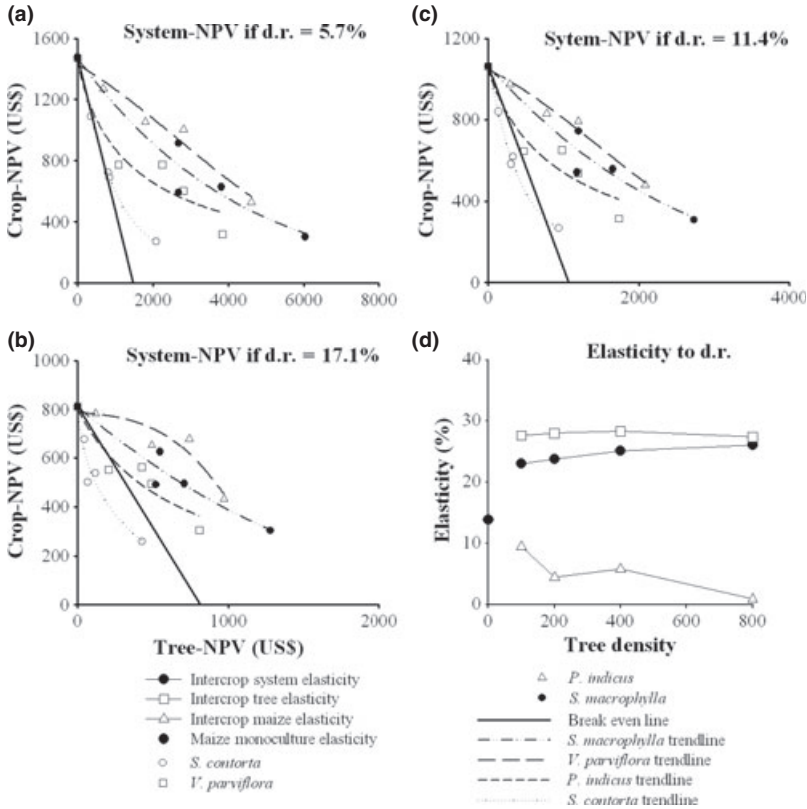 (a)
System-NPV if d.r. = 5.7%
Crop-NPV (US$)
1600
1200
800
400
0
0 2000 4000 6000 8000
(c)
Sytem-NPV if d.r. = 11.4%
Crop-NPV (US$)
1200
800
400
0
0 2000 4000
(b)
System-NPV if d.r. = 17.1%
Crop-NPV (US$)
1000
800
600
400
200
0
0 1000 2000
Tree-NPV (US$)
(d)
Elasticity to d.r.
Elasticity (%)
40
30
20
10
0
0 200 400 600 800
Tree density
Intercrop system elasticity
Intercrop tree elasticity
Intercrop maize elasticity
Maize monoculture elasticity
S. contorta
V. parviflora
P. indicus
S. macrophylla
Break even line
S. macrophylla trendline
V. parviflora trendline
P. indicus trendline
S. contorta trendline